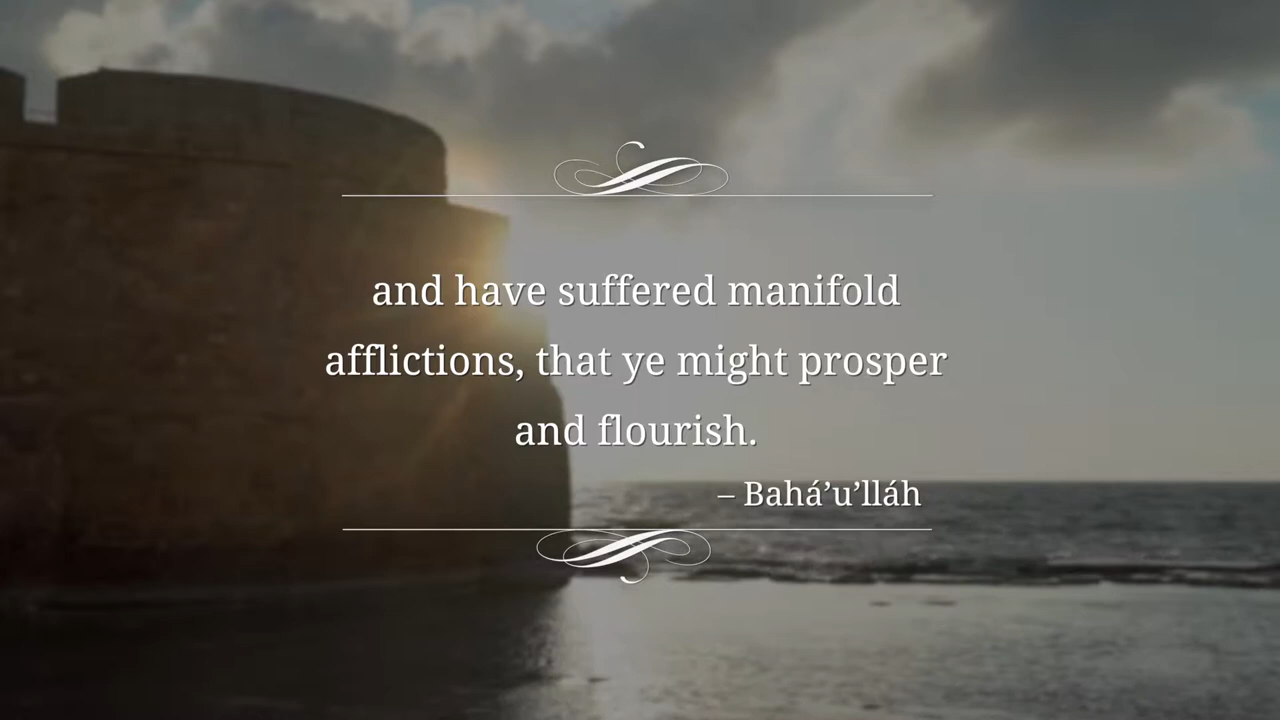 and have suffered manifold
afflictions, that ye might prosper
and flourish.
– Bahá’u’lláh